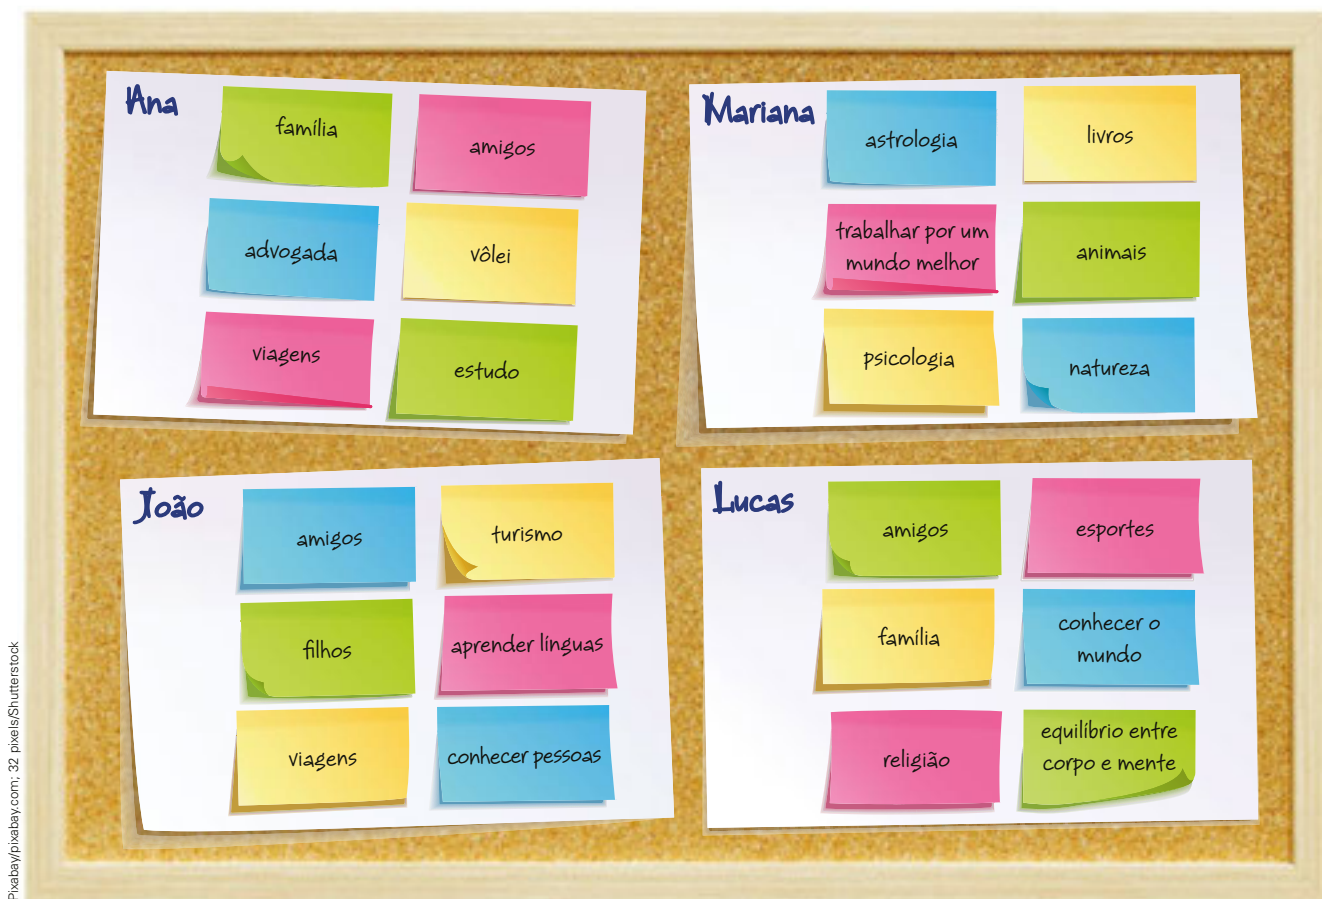 Ana
família
amigos
advogada
vôlei
viagens
estudo
Mariana
astrologia
livros
trabalhar por um
mundo melhor
animais
psicologia
natureza
João
amigos
turismo
filhos
aprender línguas
viagens
conhecer pessoas
Lucas
amigos
esportes
família
conhecer o
mundo
religião
equilíbrio entre
corpo e mente
Pixabay/pixabay.com; 32 pixels/Shutterstock